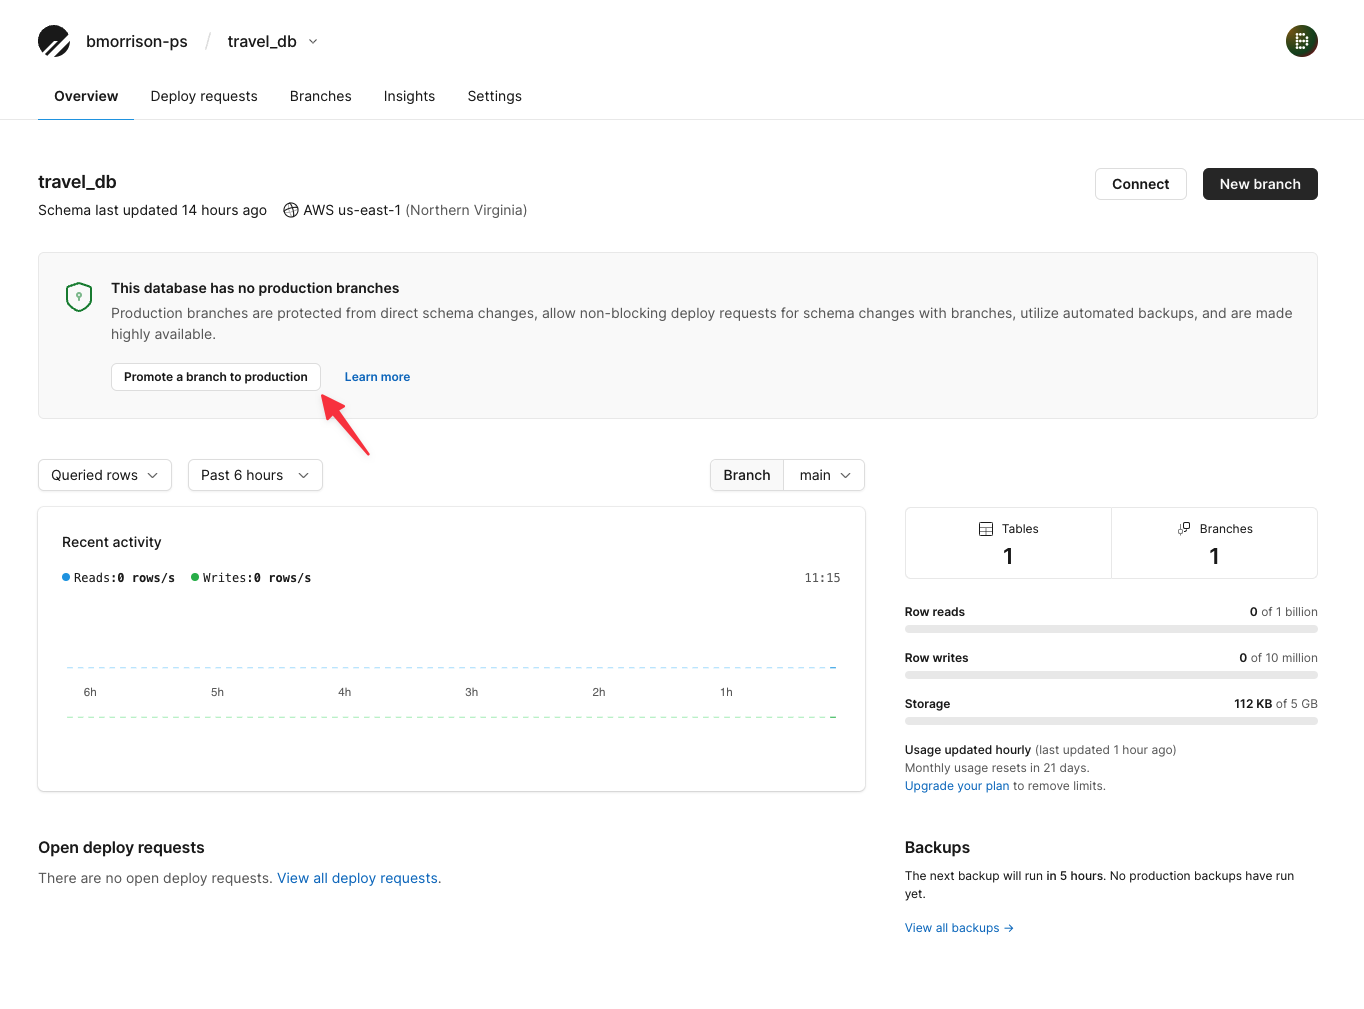 bmorrison-ps / travel_db
Overview Deploy requests Branches Insights Settings
travel_db
Connect New branch
Schema last updated 14 hours ago AWS us-east-1 (Northern Virginia)
This database has no production branches
Production branches are protected from direct schema changes, allow non-blocking deploy requests for schema changes with branches, utilize automated backups, and are made
highly available.
Promote a branch to production Learn more
Queried rows Past 6 hours Branch main
Recent activity
Reads:0 rows/s Writes:0 rows/s 11:15
6h 5h 4h 3h 2h 1h
Tables Branches
1 1
Row reads 0 of 1 billion
Row writes 0 of 10 million
Storage 112 KB of 5 GB
Usage updated hourly (last updated 1 hour ago)
Monthly usage resets in 21 days.
Upgrade your plan to remove limits.
Open deploy requests
There are no open deploy requests. View all deploy requests.
Backups
The next backup will run in 5 hours. No production backups have run
yet.
View all backups →